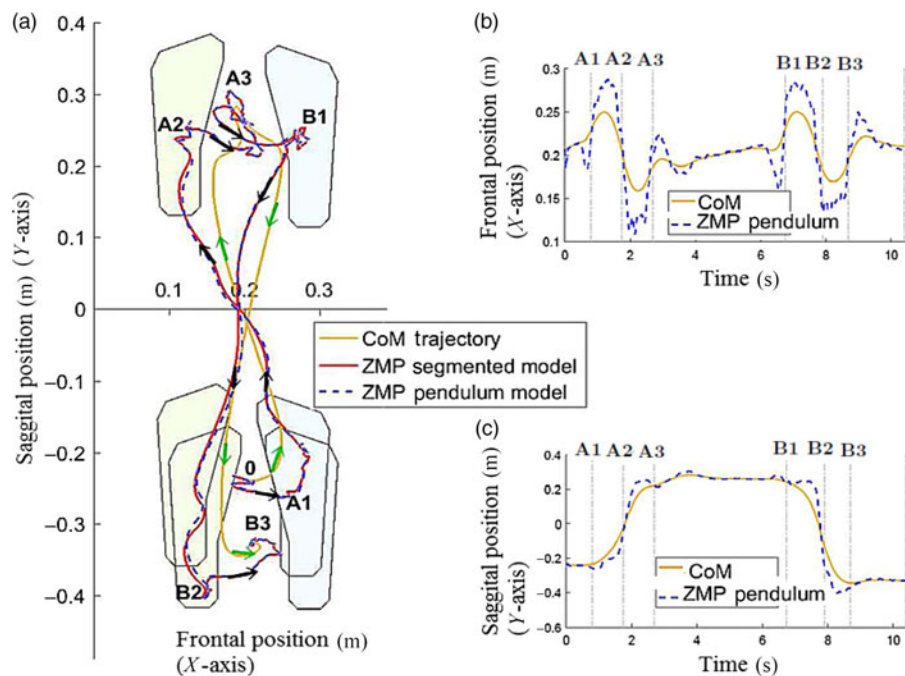 (a)
0.4
0.3
0.2
0.1
0
−0.1
−0.2
−0.3
−0.4
Saggital position (m)
(Y-axis)
A3
A2
B1
0.1
0.2
0.3
0
A1
B3
B2
Frontal position (m)
(X-axis)
CoM trajectory
ZMP segmented model
ZMP pendulum model
(b)
A1 A2 A3
B1 B2 B3
0.3
0.25
0.2
0.15
0.1
Frontal position (m)
(X-axis)
CoM
ZMP pendulum
0 2 4 6 8 10
Time (s)
(c)
A1 A2 A3
B1 B2 B3
0.4
0.2
0
−0.2
−0.4
−0.6
Saggital position (m)
(Y-axis)
CoM
ZMP pendulum
0 2 4 6 8 10
Time (s)